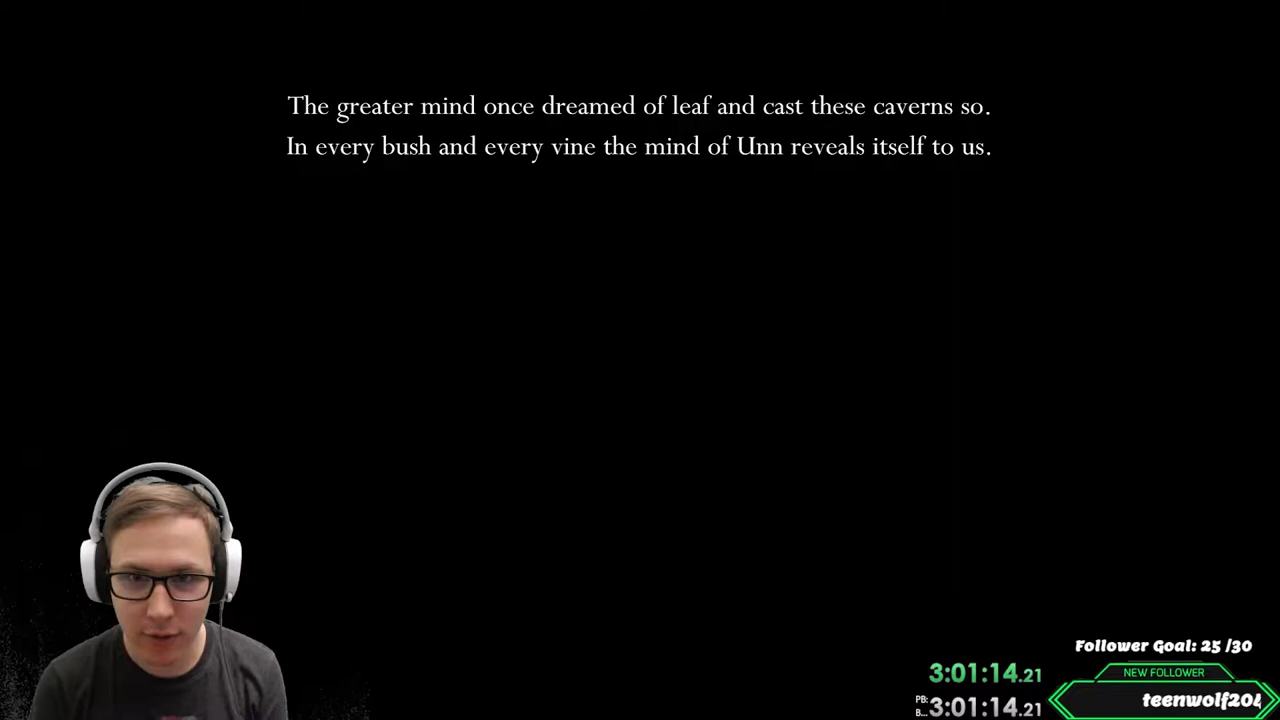 The greater mind once dreamed of leaf and cast these caverns so.
In every bush and every vine the mind of Unn reveals itself to us.
Follower Goal: 25 /30
3:01:14.21
NEW FOLLOWER
PB:
B...
3:01:14.21